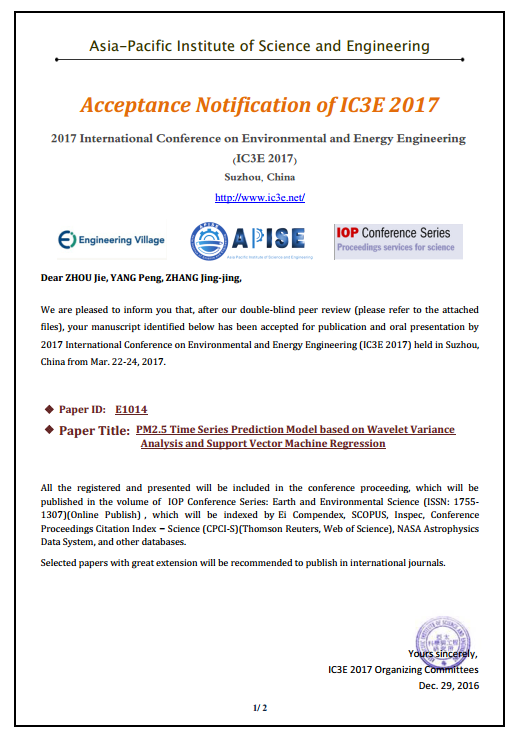 Asia-Pacific Institute of Science and Engineering
Acceptance Notification of IC3E 2017
2017 International Conference on Environmental and Energy Engineering
(IC3E 2017)
Suzhou, China
http://www.ic3e.net/
Engineering Village
APISE
Asia-Pacific Institute of Science and Engineering
IOP Conference Series
Proceedings services for science
Dear ZHOU Jie, YANG Peng, ZHANG Jing-jing,
We are pleased to inform you that, after our double-blind peer review (please refer to the attached
files), your manuscript identified below has been accepted for publication and oral presentation by
2017 International Conference on Environmental and Energy Engineering (IC3E 2017) held in Suzhou,
China from Mar. 22-24, 2017.
❖ Paper ID: E1014
❖ Paper Title: PM2.5 Time Series Prediction Model based on Wavelet Variance
Analysis and Support Vector Machine Regression
All the registered and presented will be included in the conference proceeding, which will be
published in the volume of IOP Conference Series: Earth and Environmental Science (ISSN: 1755-
1307)(Online Publish) , which will be indexed by Ei Compendex, SCOPUS, Inspec, Conference
Proceedings Citation Index – Science (CPCI-S)(Thomson Reuters, Web of Science), NASA Astrophysics
Data System, and other databases.
Selected papers with great extension will be recommended to publish in international journals.
Yours sincerely,
IC3E 2017 Organizing Committees
Dec. 29, 2016
1/ 2